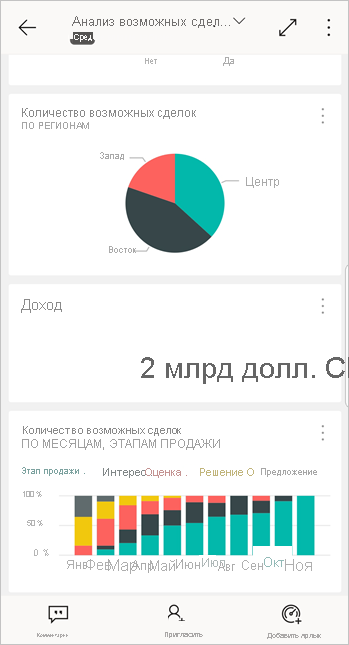 Анализ возможных сдел...
Сред
Нет Да
Количество возможных сделок
ПО РЕГИОНАМ
Запад
Центр
Восток
Доход
2 млрд долл. С
Количество возможных сделок
ПО МЕСЯЦАМ, ЭТАПАМ ПРОДАЖИ
Этап продажи . Интерес Оценка . Решение О Предложение
100 %
50 %
0 %
Янв Фев Мар Апр Май Июн Июл Авг Сен Окт Ноя
Комментарии Пригласить Добавить ярлык